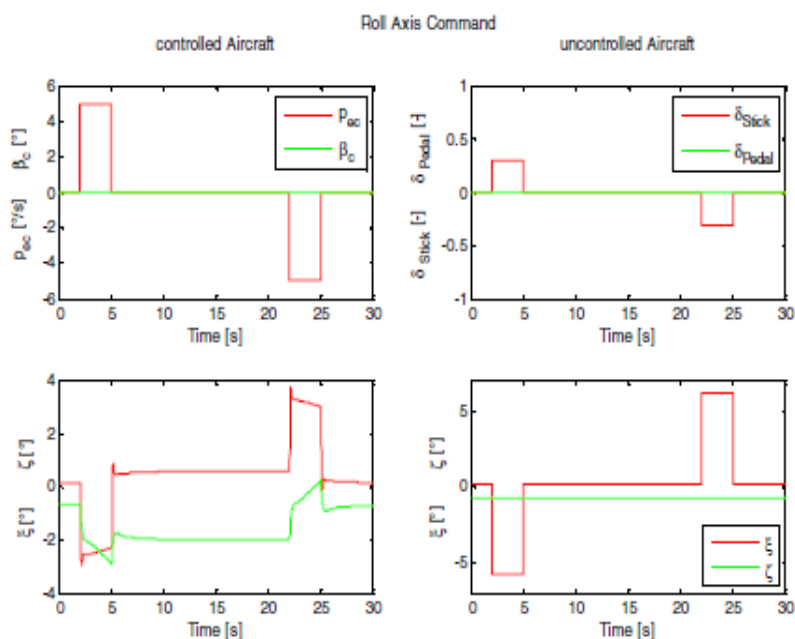 Roll Axis Command
controlled Aircraft
uncontrolled Aircraft
6
4
2
0
-2
-4
-6
p_ec [°/s] β_c [°]
p_ec
β_c
0 5 10 15 20 25 30
Time [s]
1
0.5
0
-0.5
-1
δ_Stick [-] δ_Pedal [-]
δ_Stick
δ_Pedal
0 5 10 15 20 25 30
Time [s]
4
2
0
-2
-4
ξ [°] ζ [°]
0 5 10 15 20 25 30
Time [s]
5
0
-5
ξ [°] ζ [°]
ξ
ζ
0 5 10 15 20 25 30
Time [s]